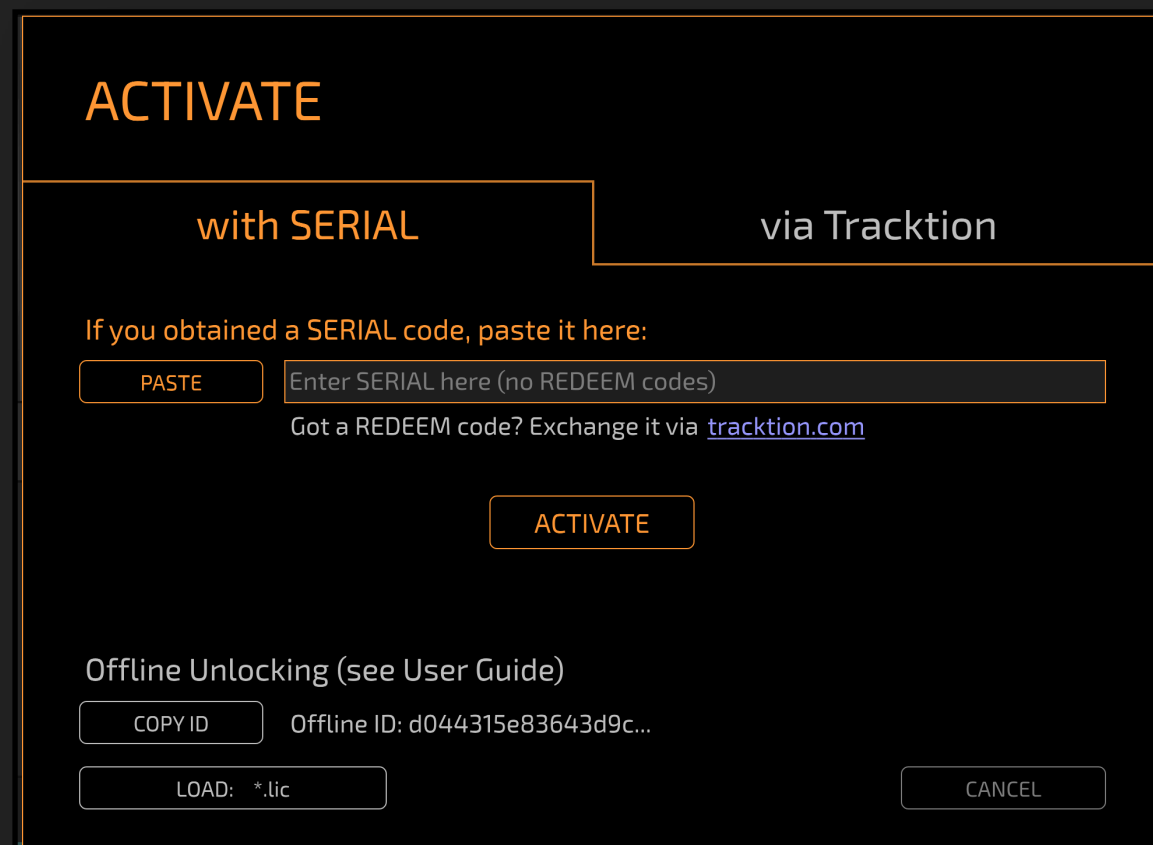 ACTIVATE
with SERIAL
via Tracktion
If you obtained a SERIAL code, paste it here:
PASTE
Enter SERIAL here (no REDEEM codes)
Got a REDEEM code? Exchange it via tracktion.com
ACTIVATE
Offline Unlocking (see User Guide)
COPY ID
Offline ID: d044315e83643d9c...
LOAD: *.lic
CANCEL